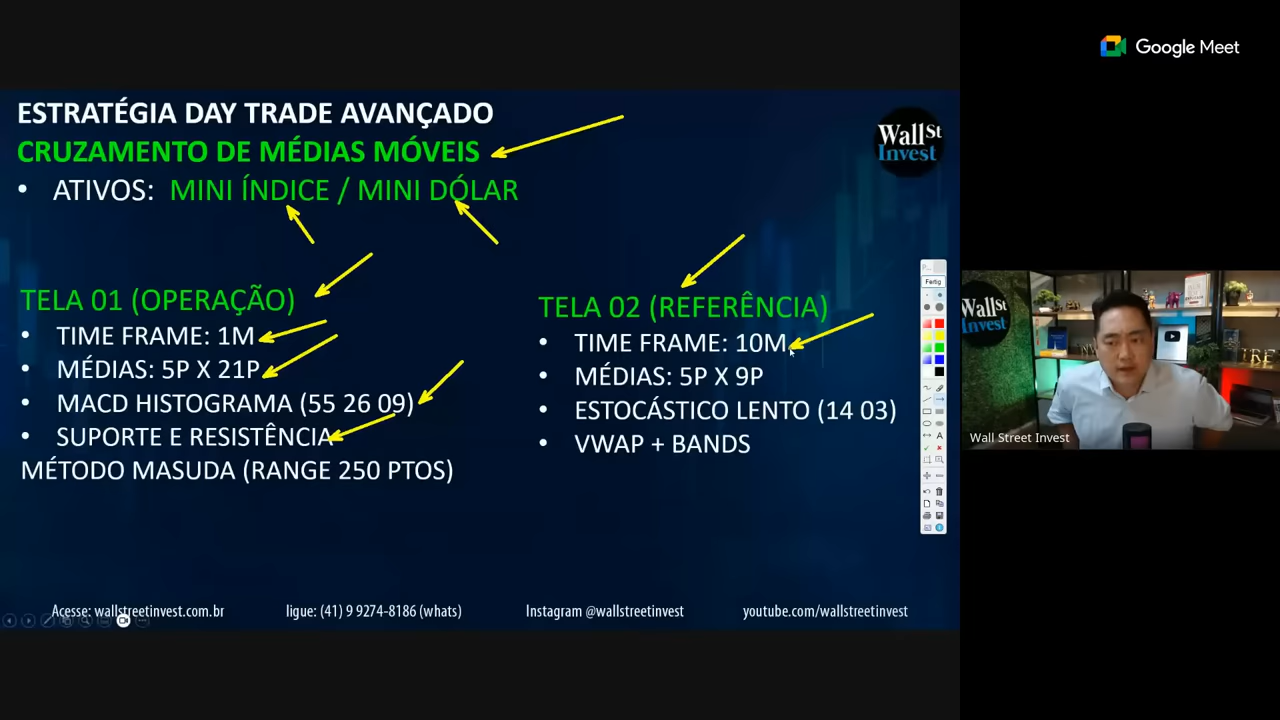 Google Meet
ESTRATÉGIA DAY TRADE AVANÇADO
CRUZAMENTO DE MÉDIAS MÓVEIS
• ATIVOS: MINI ÍNDICE / MINI DÓLAR
Wall St
Invest
TELA 01 (OPERAÇÃO)
• TIME FRAME: 1M
• MÉDIAS: 5P X 21P
• MACD HISTOGRAMA (55 26 09)
• SUPORTE E RESISTÊNCIA
MÉTODO MASUDA (RANGE 250 PTOS)
TELA 02 (REFERÊNCIA)
• TIME FRAME: 10M
• MÉDIAS: 5P X 9P
• ESTOCÁSTICO LENTO (14 03)
• VWAP + BANDS
Fertig
A
Wall St
Invest
Wall Street Invest
Acesse: wallstreetinvest.com.br
ligue: (41) 9 9274-8186 (whats)
Instagram @wallstreetinvest
youtube.com/wallstreetinvest